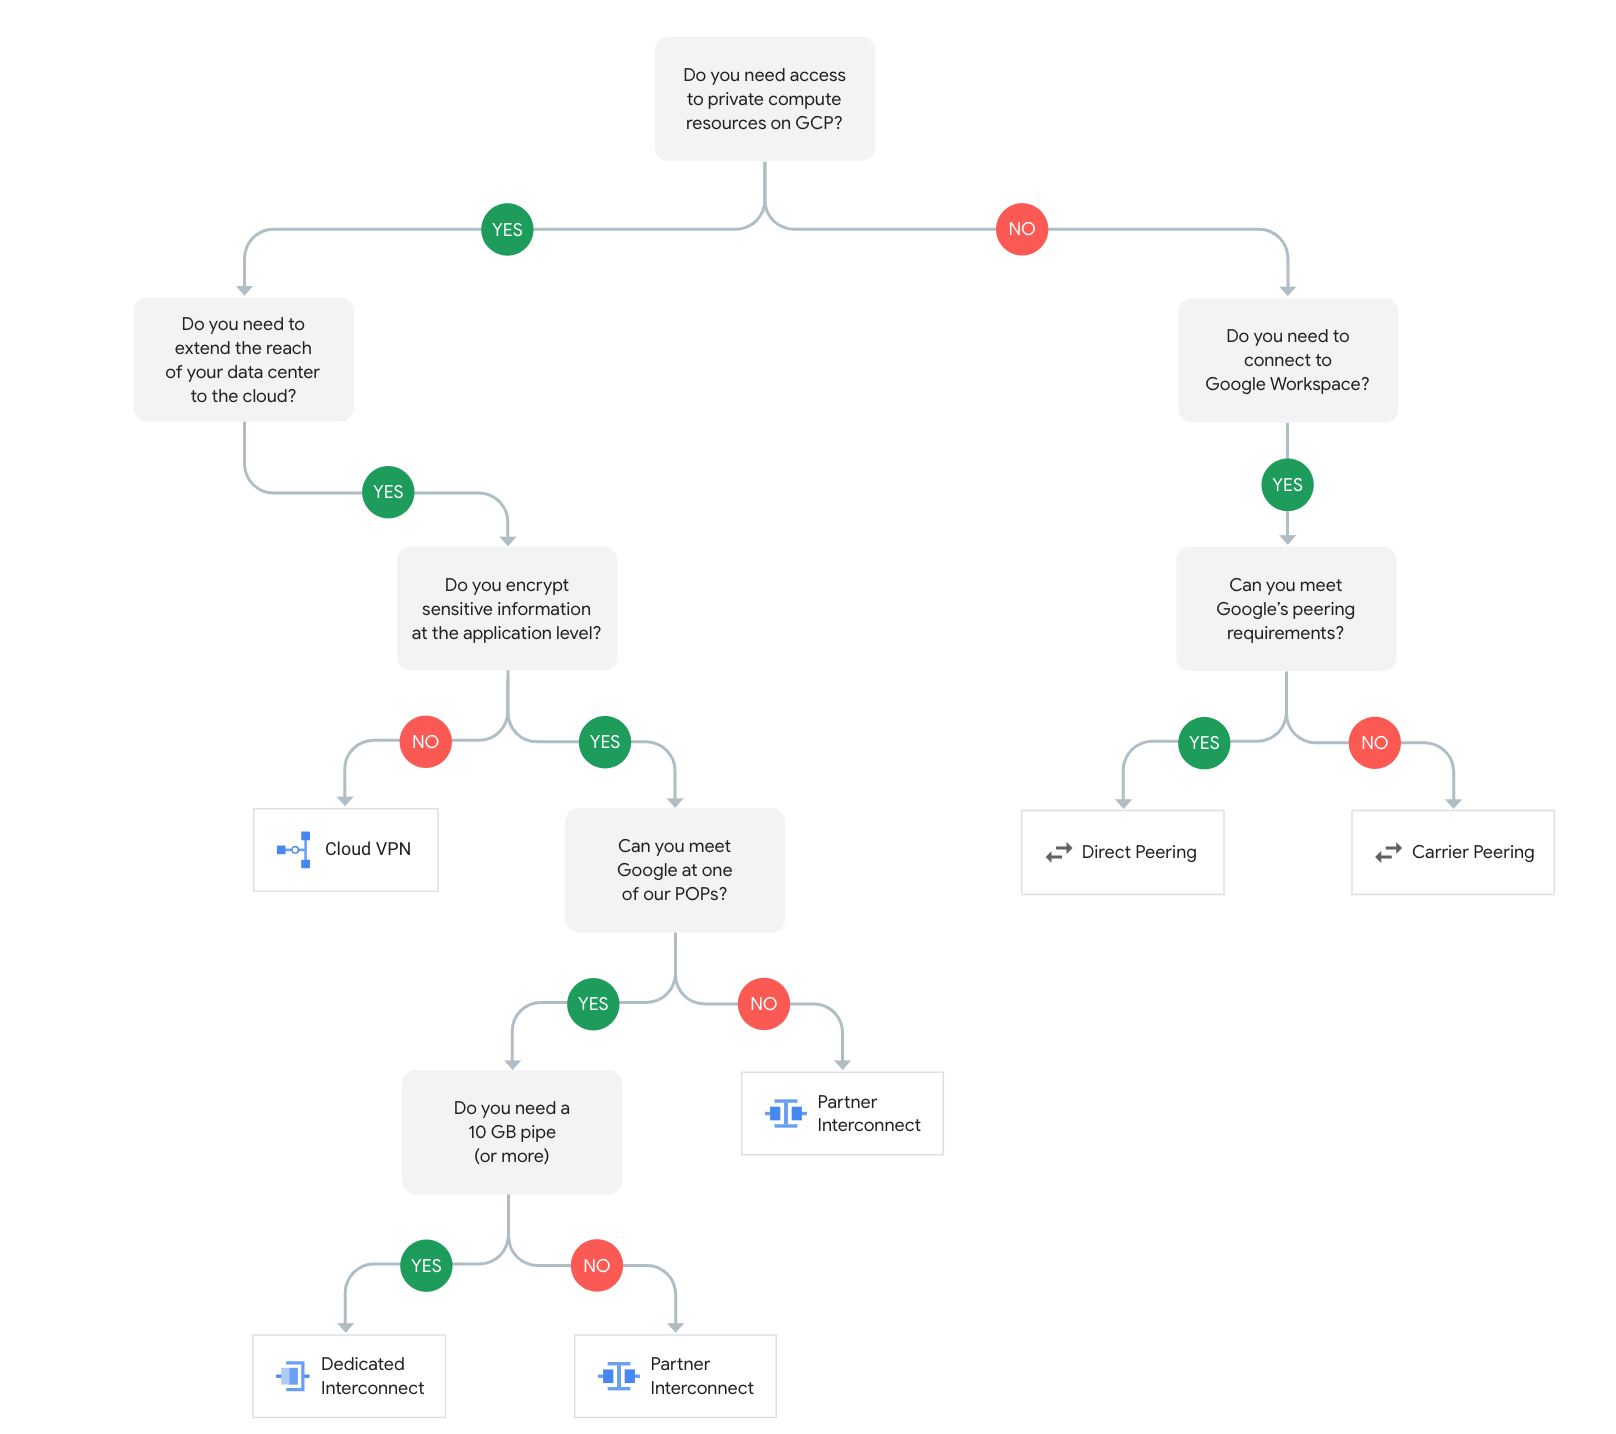 Do you need access
to private compute
resources on GCP?
YES
NO
Do you need to
extend the reach
of your data center
to the cloud?
Do you need to
connect to
Google Workspace?
YES
YES
Do you encrypt
sensitive information
at the application level?
Can you meet
Google’s peering
requirements?
NO
YES
YES
NO
Cloud VPN
Can you meet
Google at one
of our POPs?
Direct Peering
Carrier Peering
YES
NO
Do you need a
10 GB pipe
(or more)
Partner
Interconnect
YES
NO
Dedicated
Interconnect
Partner
Interconnect